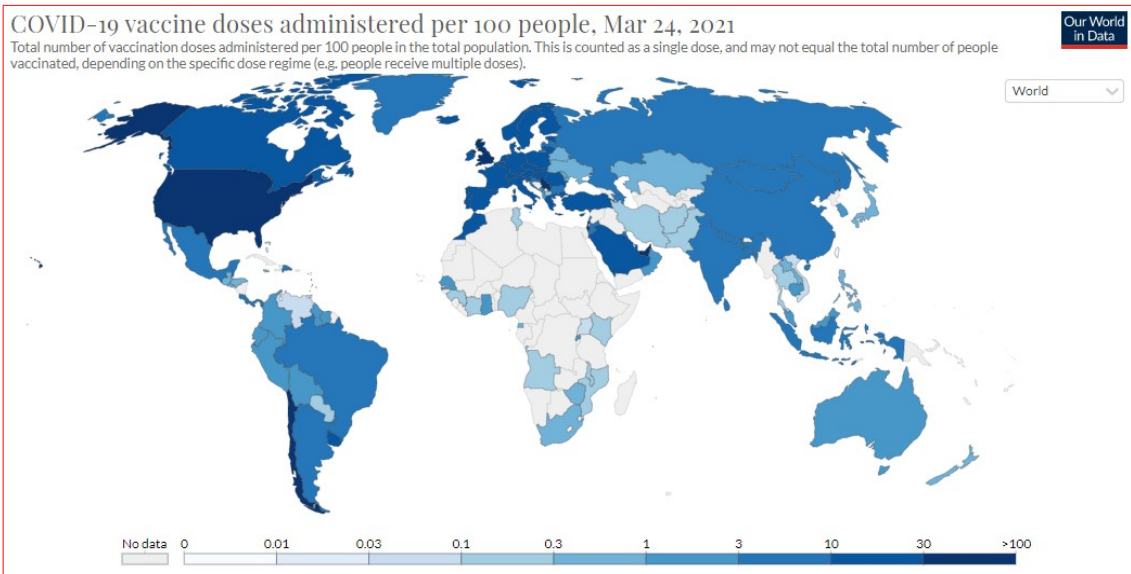 COVID-19 vaccine doses administered per 100 people, Mar 24, 2021
Total number of vaccination doses administered per 100 people in the total population. This is counted as a single dose, and may not equal the total number of people
vaccinated, depending on the specific dose regime (e.g. people receive multiple doses).
Our World
in Data
World
No data 0 0.01 0.03 0.1 0.3 1 3 10 30 >100